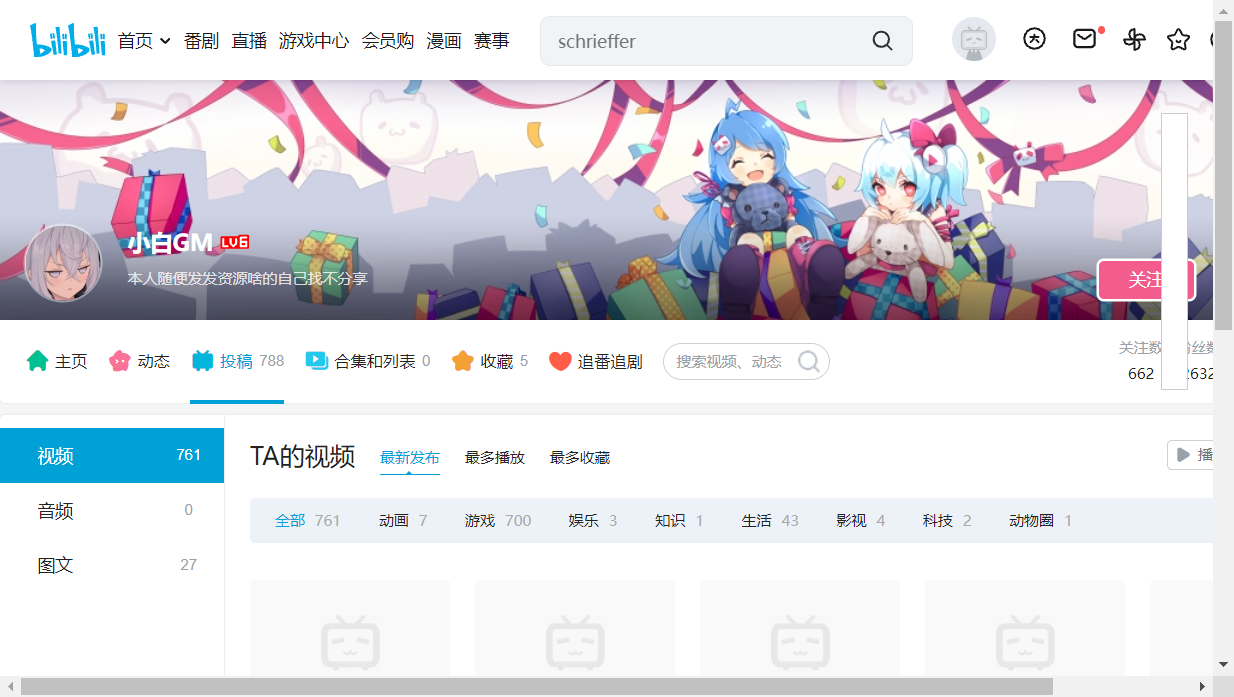 bilibili 首页 番剧 直播 游戏中心 会员购 漫画 赛事 schrieffer
小白GM LV6
本人随便发发资源啥的自己找不分享
关注
主页 动态 投稿 788 合集和列表 0 收藏 5 追番追剧 搜索视频、动态
关注数
662
视频 761
音频 0
图文 27
TA的视频 最新发布 最多播放 最多收藏
播
全部 761 动画 7 游戏 700 娱乐 3 知识 1 生活 43 影视 4 科技 2 动物圈 1